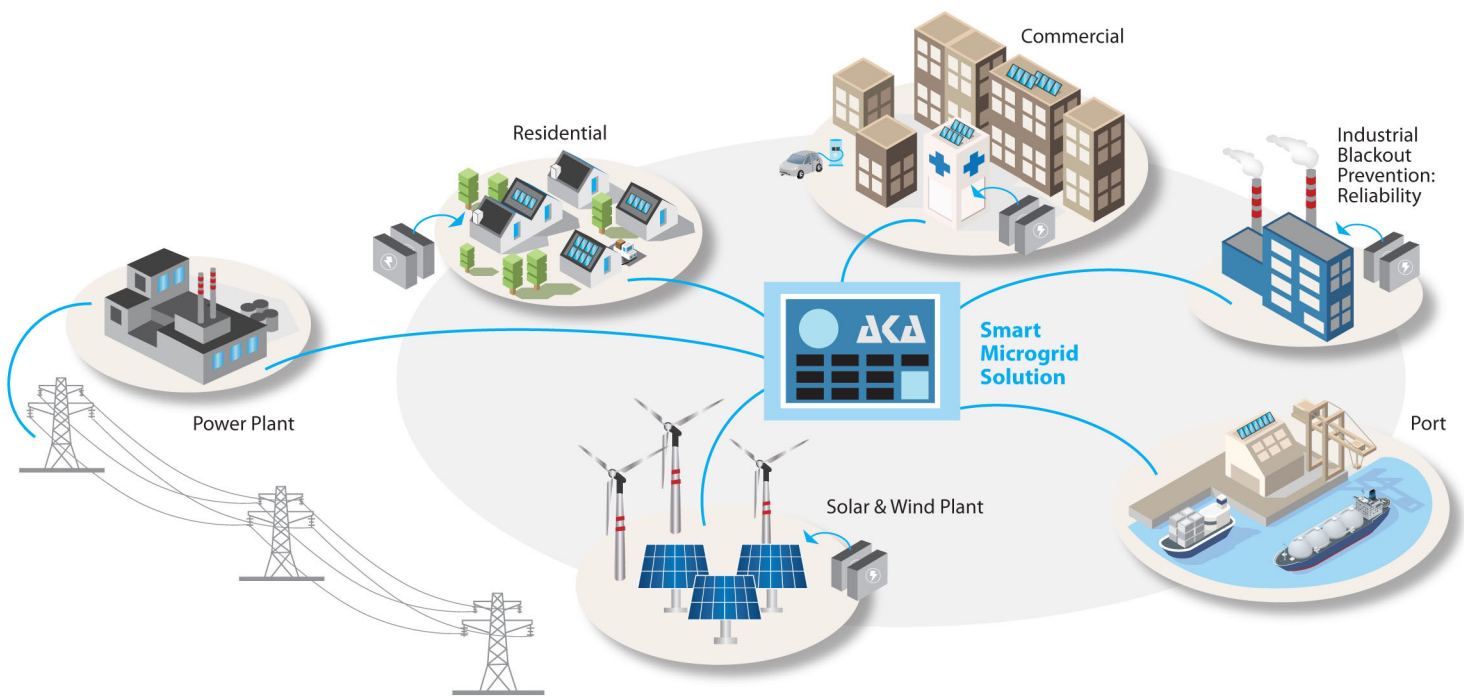 Commercial
Residential
Industrial
Blackout
Prevention:
Reliability
AKA
Smart
Microgrid
Solution
Power Plant
Port
Solar & Wind Plant